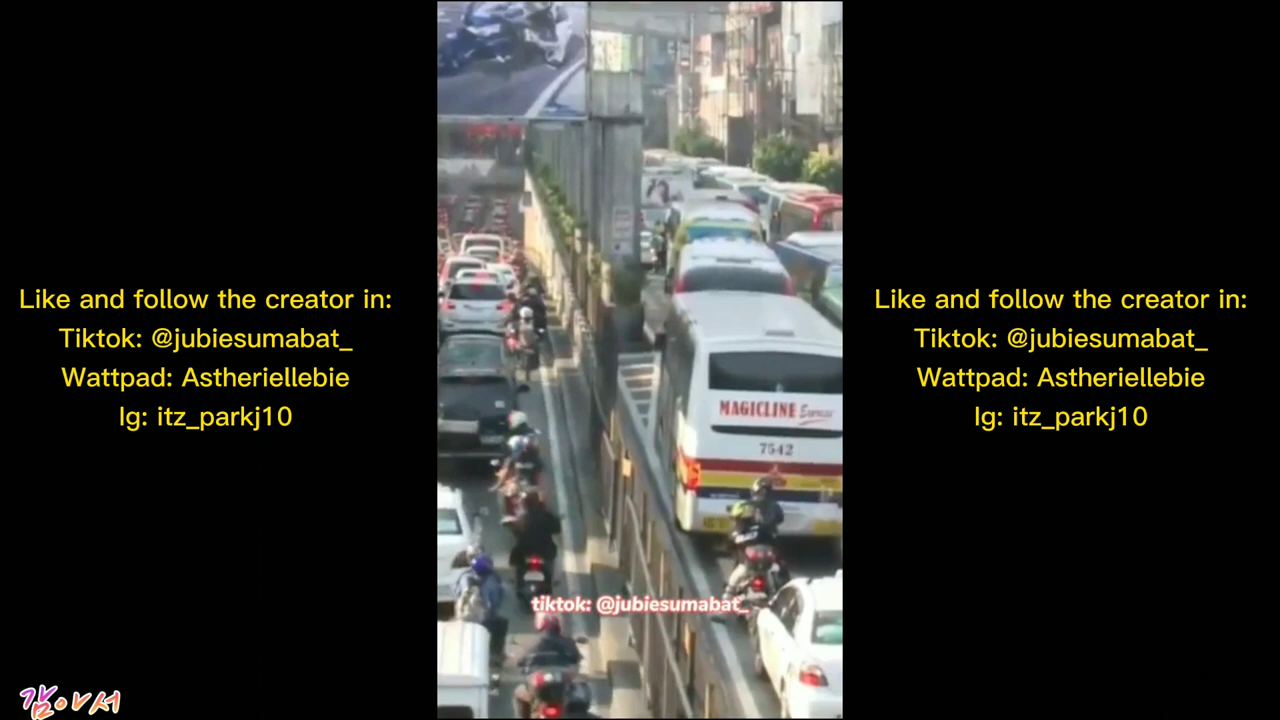 Like and follow the creator in:
Tiktok: @jubiesumabat_
Wattpad: Astheriellebie
Ig: itz_parkj10
MAGICLINE Express
7542
tiktok: @jubiesumabat_
Like and follow the creator in:
Tiktok: @jubiesumabat_
Wattpad: Astheriellebie
Ig: itz_parkj10